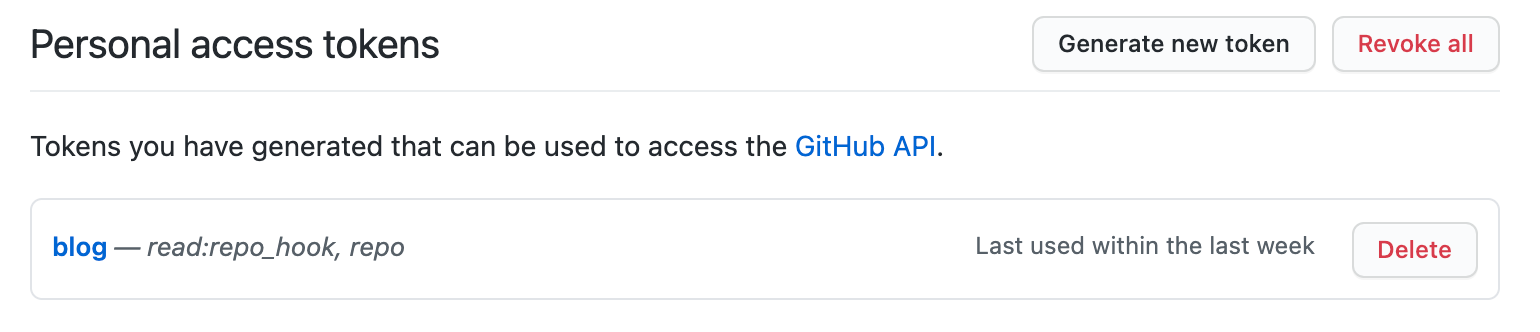 Personal access tokens
Generate new token
Revoke all
Tokens you have generated that can be used to access the GitHub API.
blog — read:repo_hook, repo
Last used within the last week
Delete